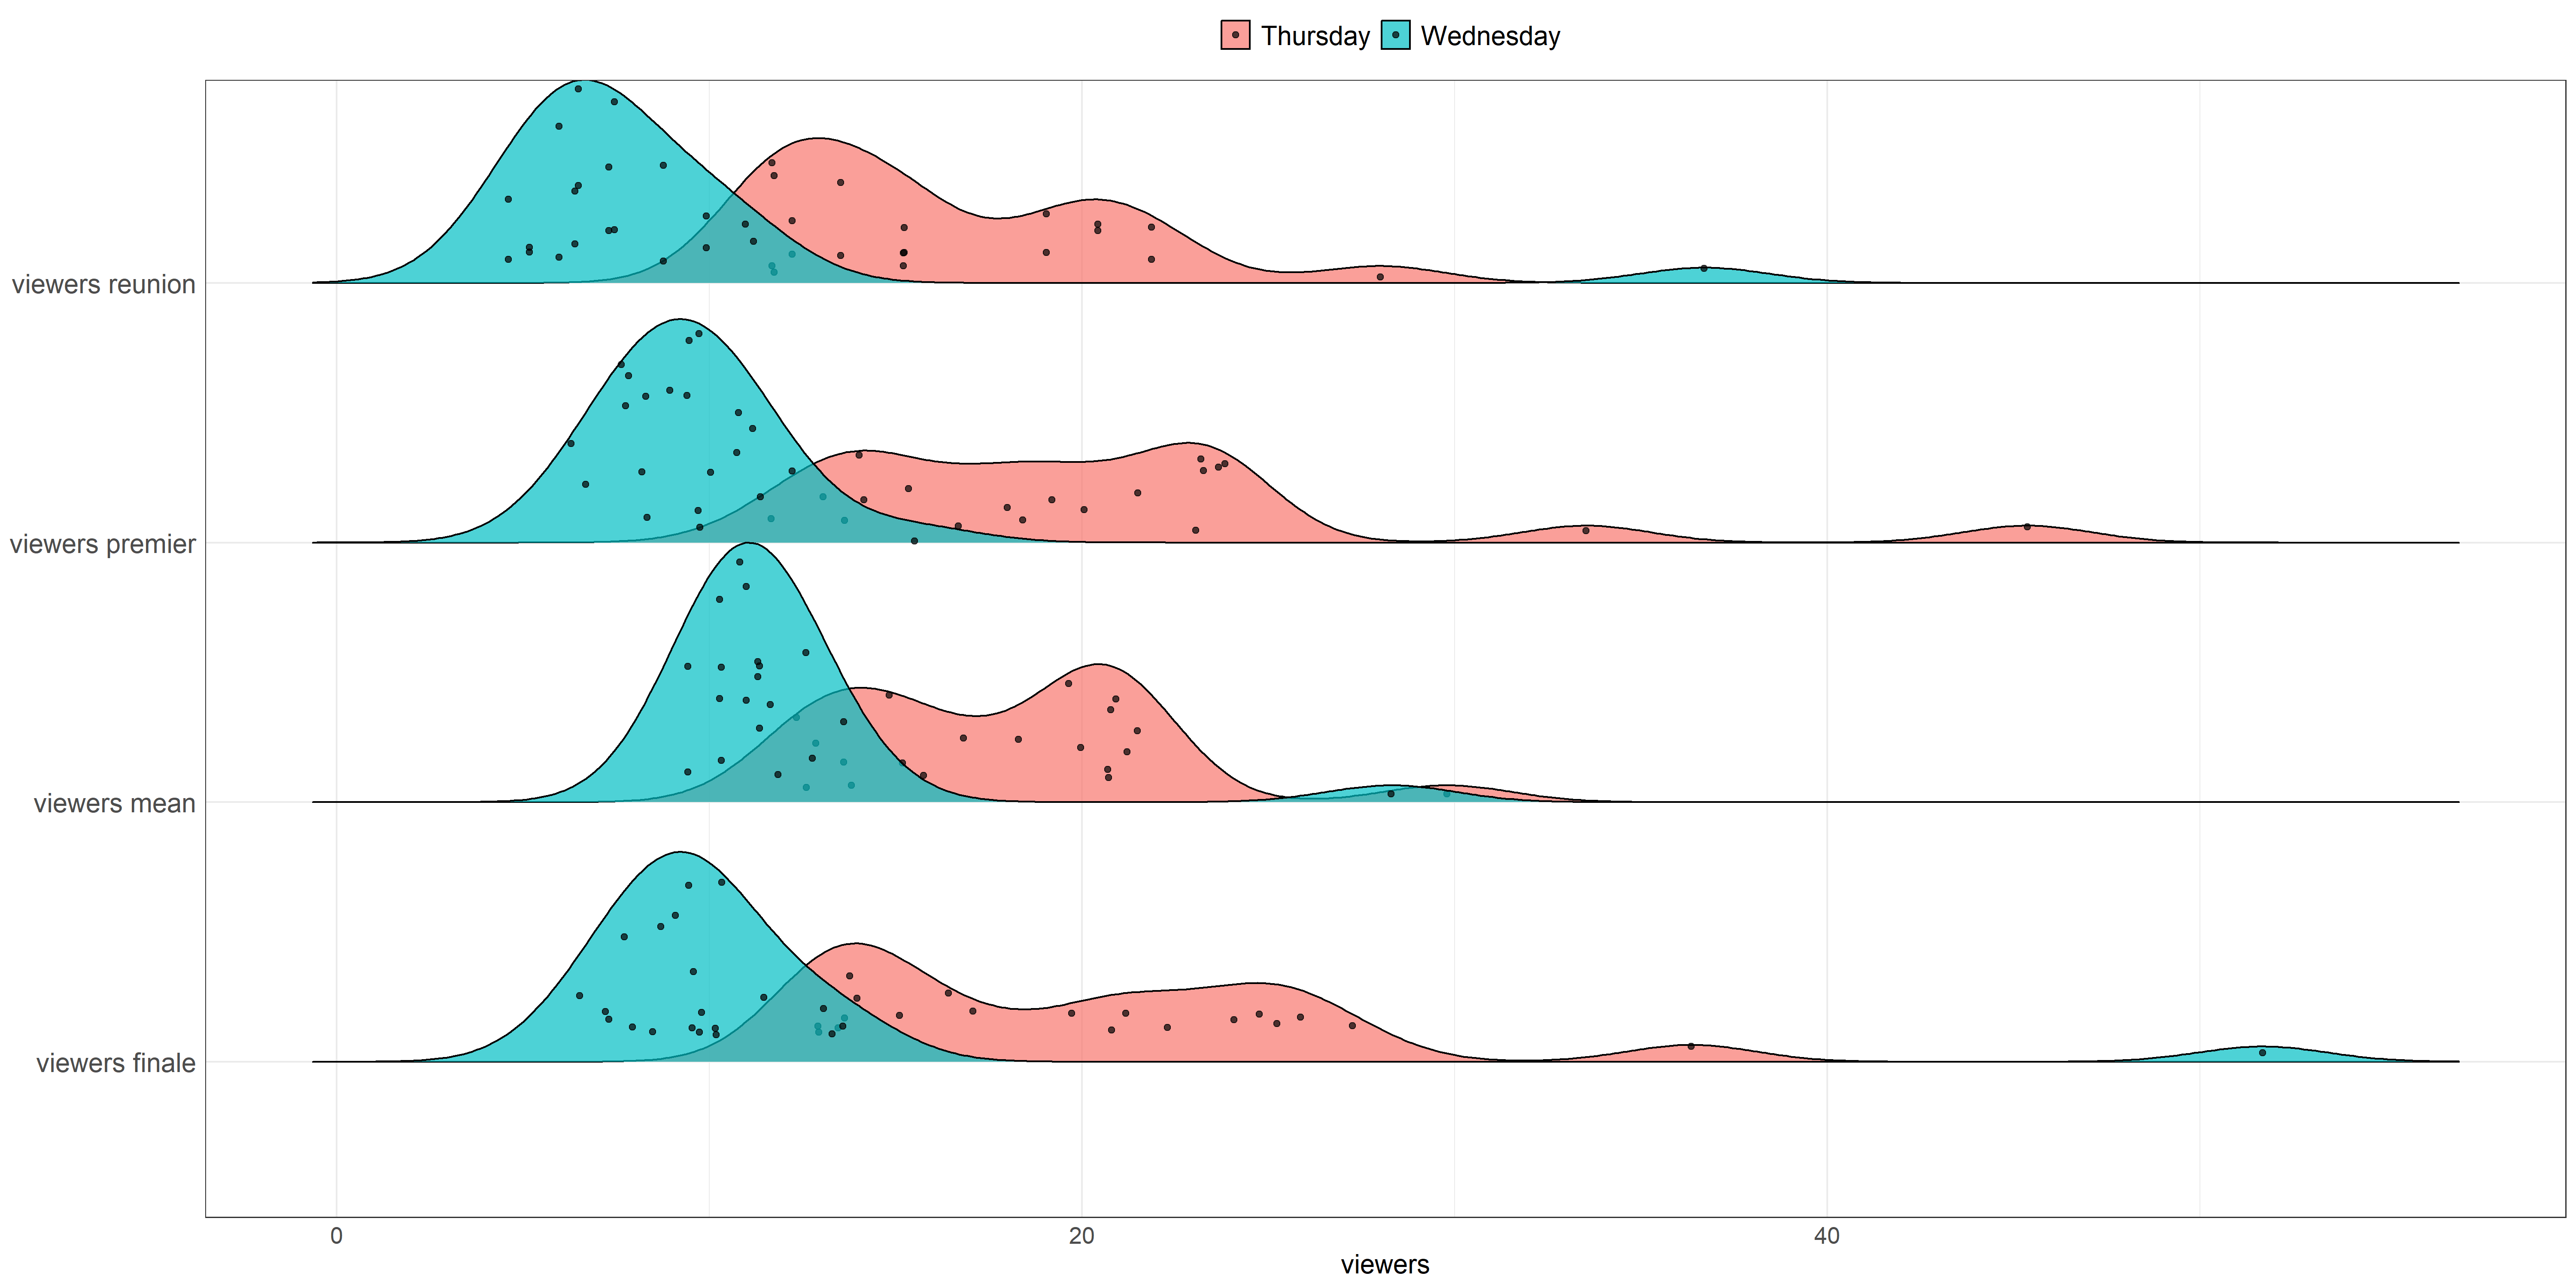 Thursday Wednesday
viewers reunion
viewers premier
viewers mean
viewers finale
0 20 40
viewers